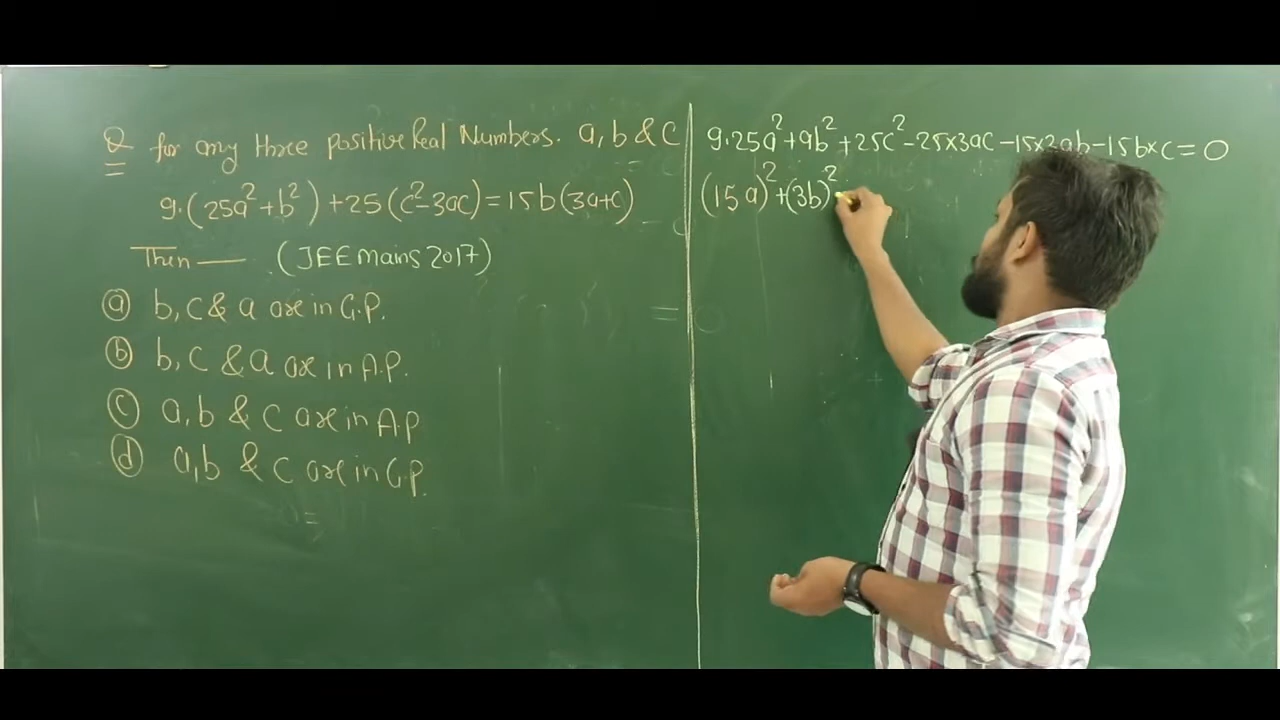 Q for any three positive Real Numbers. a, b & C
9.(25a²+b²)+25(c²-3ac)=15b(3a+c)
Then — (JEE Mains 2017)
(a) b, c & a are in G.P.
(b) b, c & a are in A.P.
(c) a, b & c are in A.P
(d) a, b & c are in G.P.
9.25a²+9b²+25c²-25×3ac-15×3ab-15b×c=0
(15a)²+(3b)²